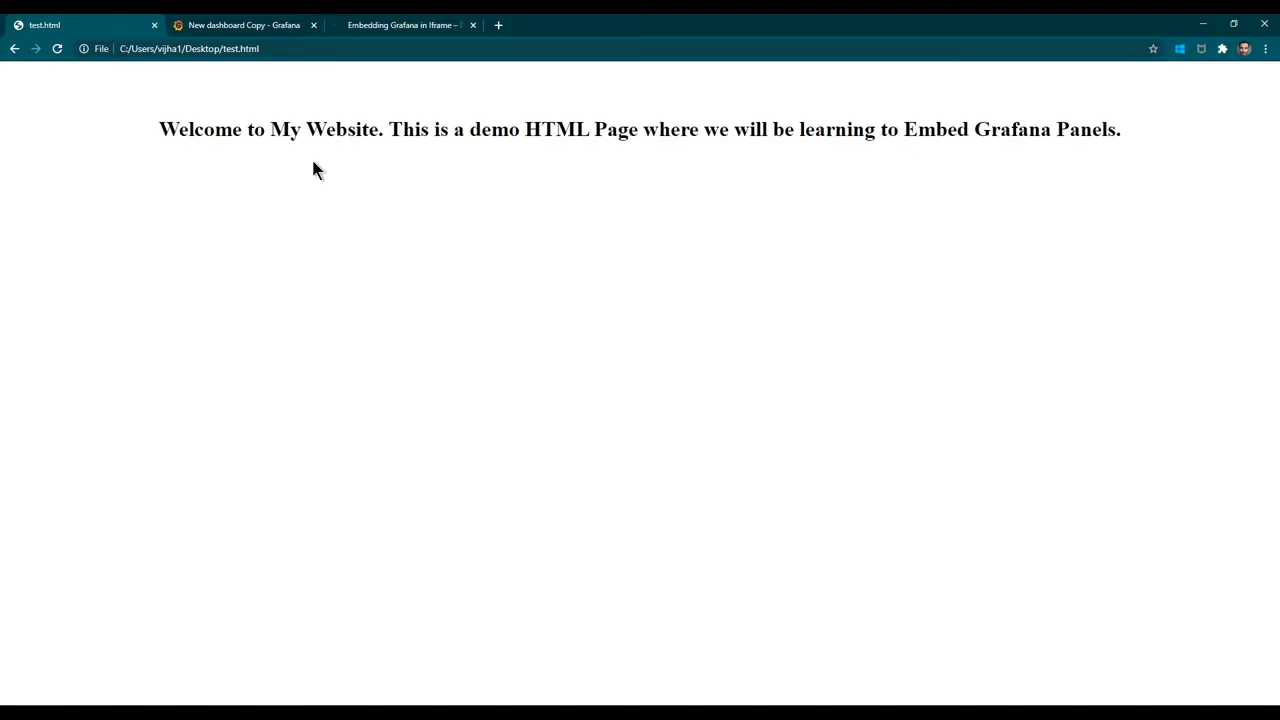 test.html
New dashboard Copy - Grafana
Embedding Grafana in Iframe –
File
C:/Users/vijha1/Desktop/test.html
Welcome to My Website. This is a demo HTML Page where we will be learning to Embed Grafana Panels.